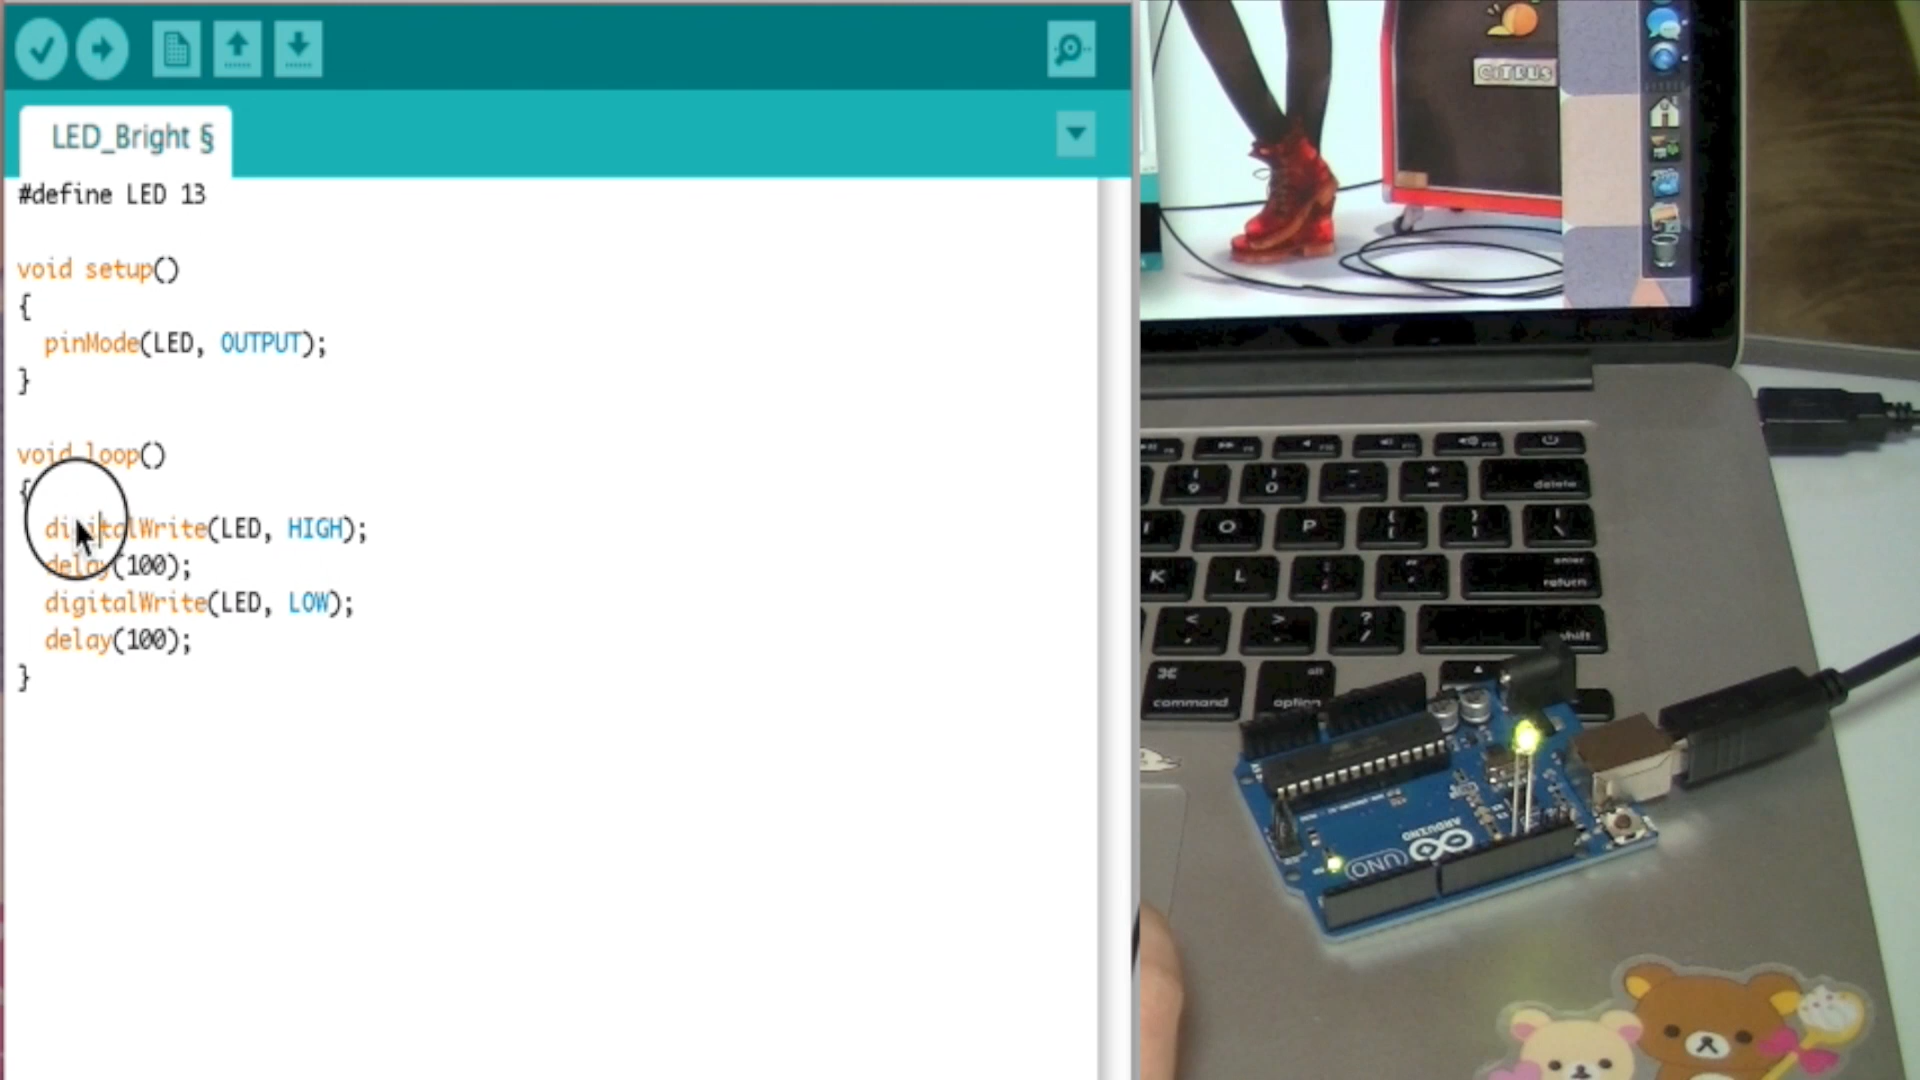 LED_Bright §
#define LED 13
void setup()
{
pinMode(LED, OUTPUT);
}
void loop()
{
digitalWrite(LED, HIGH);
delay(100);
digitalWrite(LED, LOW);
delay(100);
}
CITRUS
delete
enter
return
shift
command
alt
option
O P
K L
ARDUINO
UNO